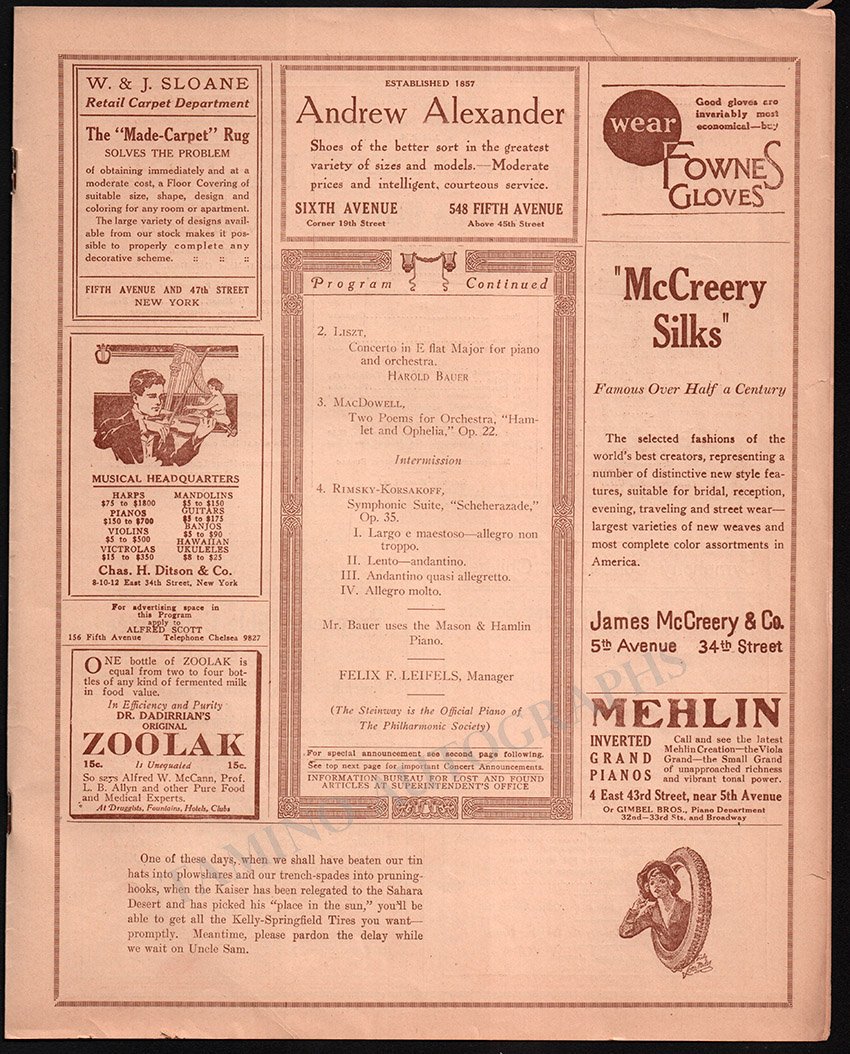 W. & J. SLOANE
Retail Carpet Department
The "Made-Carpet" Rug
SOLVES THE PROBLEM
of obtaining immediately and at a
moderate cost, a Floor Covering of
suitable size, shape, design and
coloring for any room or apartment.
The large variety of designs avail-
able from our stock makes it pos-
sible to properly complete any
decorative scheme. :: :: ::
FIFTH AVENUE AND 47th STREET
NEW YORK
MUSICAL HEADQUARTERS
HARPS
$75 to $1800
PIANOS
$150 to $700
VIOLINS
$5 to $500
VICTROLAS
$15 to $350
MANDOLINS
$5 to $150
GUITARS
$5 to $175
BANJOS
$5 to $90
HAWAIIAN
UKULELES
$8 to $25
Chas. H. Ditson & Co.
8-10-12 East 34th Street, New York
For advertising space in
this Program
apply to
ALFRED SCOTT
156 Fifth Avenue Telephone Chelsea 9827
ONE bottle of ZOOLAK is
equal from two to four bot-
tles of any kind of fermented milk
in food value.
In Efficiency and Purity
DR. DADIRRIAN'S
ORIGINAL
ZOOLAK
15c. Is Unequaled 15c.
So says Alfred W. McCann, Prof.
L. B. Allyn and other Pure Food
and Medical Experts.
At Druggists, Fountains, Hotels, Clubs
ESTABLISHED 1857
Andrew Alexander
Shoes of the better sort in the greatest
variety of sizes and models.—Moderate
prices and intelligent, courteous service.
SIXTH AVENUE 548 FIFTH AVENUE
Corner 19th Street Above 45th Street
Program Continued
2. LISZT,
Concerto in E flat Major for piano
and orchestra.
HAROLD BAUER
3. MACDOWELL,
Two Poems for Orchestra, "Ham-
let and Ophelia," Op. 22.
Intermission
4. RIMSKY-KORSAKOFF,
Symphonic Suite, "Scheherazade,"
Op. 35.
I. Largo e maestoso—allegro non
troppo.
II. Lento—andantino.
III. Andantino quasi allegretto.
IV. Allegro molto.
Mr. Bauer uses the Mason & Hamlin
Piano.
FELIX F. LEIFELS, Manager
(The Steinway is the Official Piano of
The Philharmonic Society)
For special announcement see second page following.
See top next page for important Concert Announcements.
INFORMATION BUREAU FOR LOST AND FOUND
ARTICLES AT SUPERINTENDENT'S OFFICE
wear
Good gloves are
invariably most
economical—buy
FOWNES
GLOVES
"McCreery
Silks"
Famous Over Half a Century
The selected fashions of the
world's best creators, representing a
number of distinctive new style fea-
tures, suitable for bridal, reception,
evening, traveling and street wear—
largest varieties of new weaves and
most complete color assortments in
America.
James McCreery & Co.
5th Avenue 34th Street
MEHLIN
INVERTED
GRAND
PIANOS
Call and see the latest
Mehlin Creation—the Viola
Grand—the Small Grand
of unapproached richness
and vibrant tonal power.
4 East 43rd Street, near 5th Avenue
Or GIMBEL BROS., Piano Department
32nd—33rd Sts. and Broadway
One of these days, when we shall have beaten our tin
hats into plowshares and our trench-spades into pruning-
hooks, when the Kaiser has been relegated to the Sahara
Desert and has picked his "place in the sun," you'll be
able to get all the Kelly-Springfield Tires you want—
promptly. Meantime, please pardon the delay while
we wait on Uncle Sam.
TAMINO AUTOGRAPHS